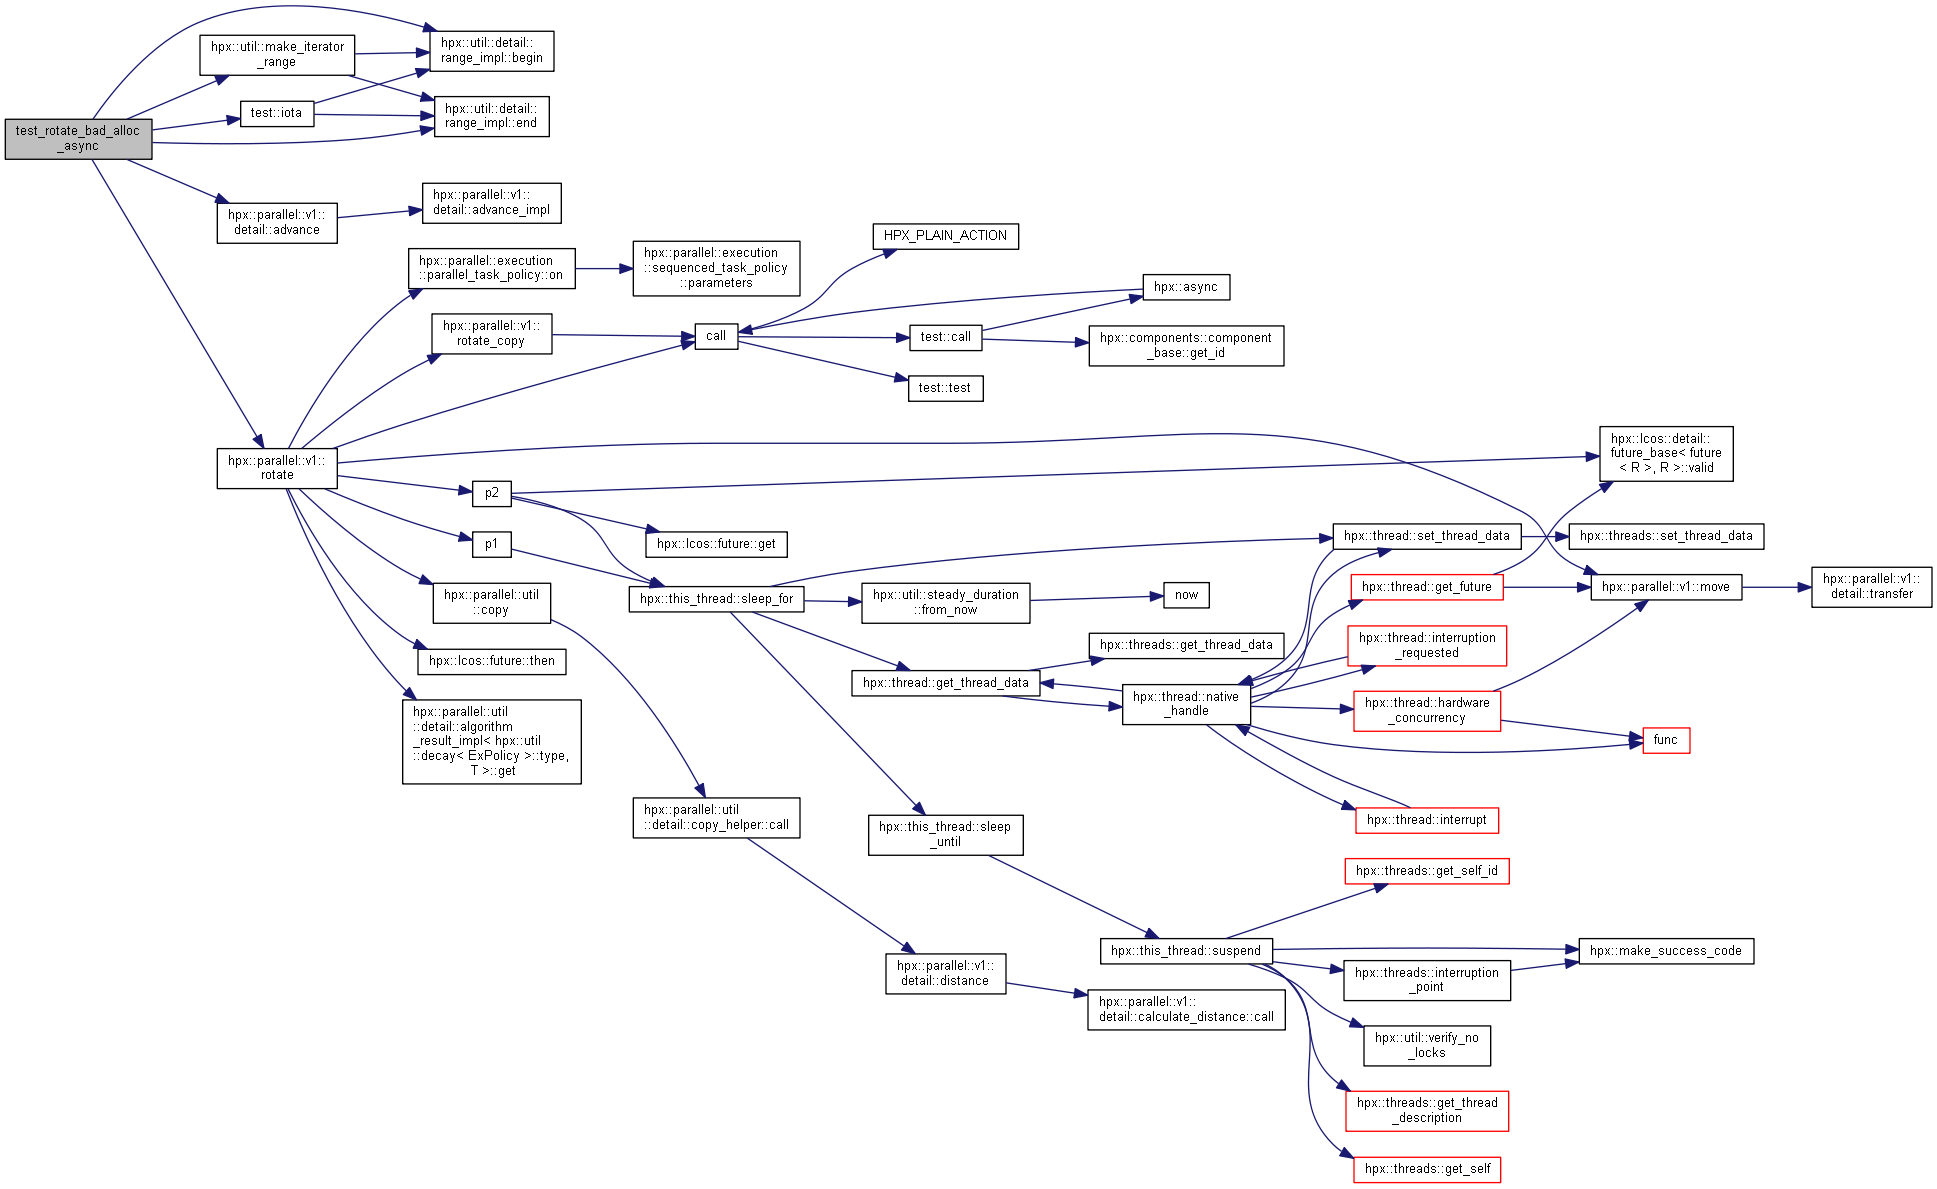 test_rotate_bad_alloc
_async
hpx::util::make_iterator
_range
test::iota
hpx::util::detail::
range_impl::begin
hpx::util::detail::
range_impl::end
hpx::parallel::v1::
detail::advance
hpx::parallel::v1::
detail::advance_impl
hpx::parallel::v1::
rotate
hpx::parallel::execution
::parallel_task_policy::on
hpx::parallel::execution
::sequenced_task_policy
::parameters
hpx::parallel::v1::
rotate_copy
call
HPX_PLAIN_ACTION
test::call
test::test
hpx::async
hpx::components::component
_base::get_id
p2
p1
hpx::lcos::future::get
hpx::this_thread::sleep_for
hpx::parallel::util
::copy
hpx::lcos::future::then
hpx::parallel::util
::detail::algorithm
_result_impl< hpx::util
::decay< ExPolicy >::type,
T >::get
hpx::parallel::util
::detail::copy_helper::call
hpx::parallel::v1::
detail::distance
hpx::parallel::v1::
detail::calculate_distance::call
hpx::util::steady_duration
::from_now
now
hpx::thread::get_thread_data
hpx::threads::get_thread_data
hpx::thread::native
_handle
hpx::this_thread::sleep
_until
hpx::this_thread::suspend
hpx::lcos::detail::
future_base< future
< R >, R >::valid
hpx::thread::set_thread_data
hpx::threads::set_thread_data
hpx::thread::get_future
hpx::parallel::v1::move
hpx::parallel::v1::
detail::transfer
hpx::thread::interruption
_requested
hpx::thread::hardware
_concurrency
func
hpx::thread::interrupt
hpx::threads::get_self_id
hpx::make_success_code
hpx::threads::interruption
_point
hpx::util::verify_no
_locks
hpx::threads::get_thread
_description
hpx::threads::get_self